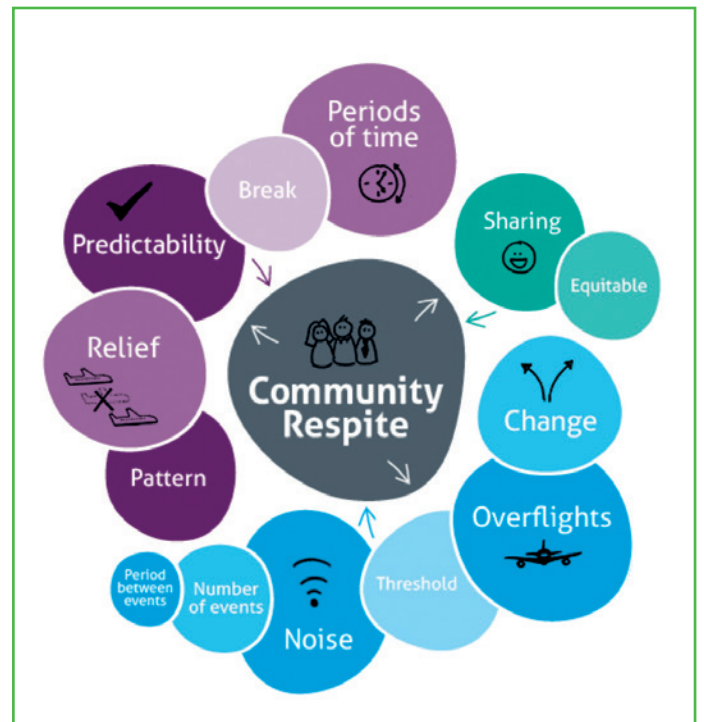 Periods
of time
Break
Predictability
Sharing
Equitable
Relief
Community
Respite
Change
Pattern
Overflights
Threshold
Period
between
events
Number
of events
Noise